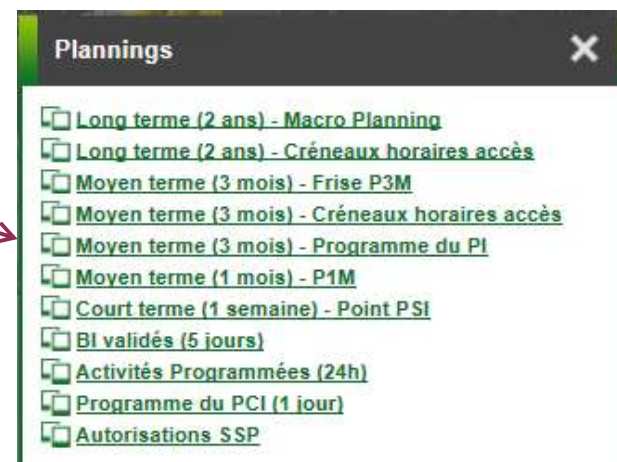 Plannings
Long terme (2 ans) - Macro Planning
Long terme (2 ans) - Créneaux horaires accès
Moyen terme (3 mois) - Frise P3M
Moyen terme (3 mois) - Créneaux horaires accès
Moyen terme (3 mois) - Programme du PI
Moyen terme (1 mois) - P1M
Court terme (1 semaine) - Point PSI
BI validés (5 jours)
Activités Programmées (24h)
Programme du PCI (1 jour)
Autorisations SSP